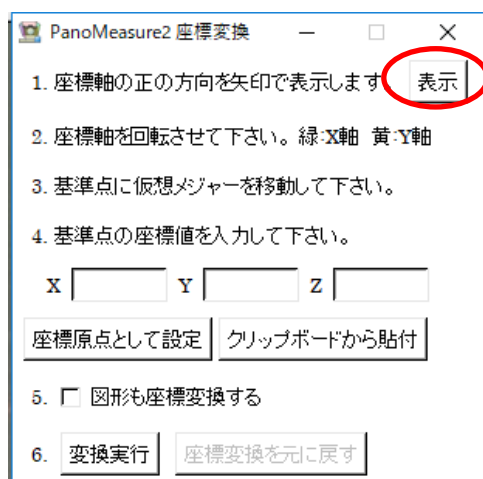 PanoMeasure2 座標変換
1. 座標軸の正の方向を矢印で表示します 表示
2. 座標軸を回転させて下さい。緑:X軸 黄:Y軸
3. 基準点に仮想メジャーを移動して下さい。
4. 基準点の座標値を入力して下さい。
X Y Z
座標原点として設定 クリップボードから貼付
5. 図形も座標変換する
6. 変換実行 座標変換を元に戻す